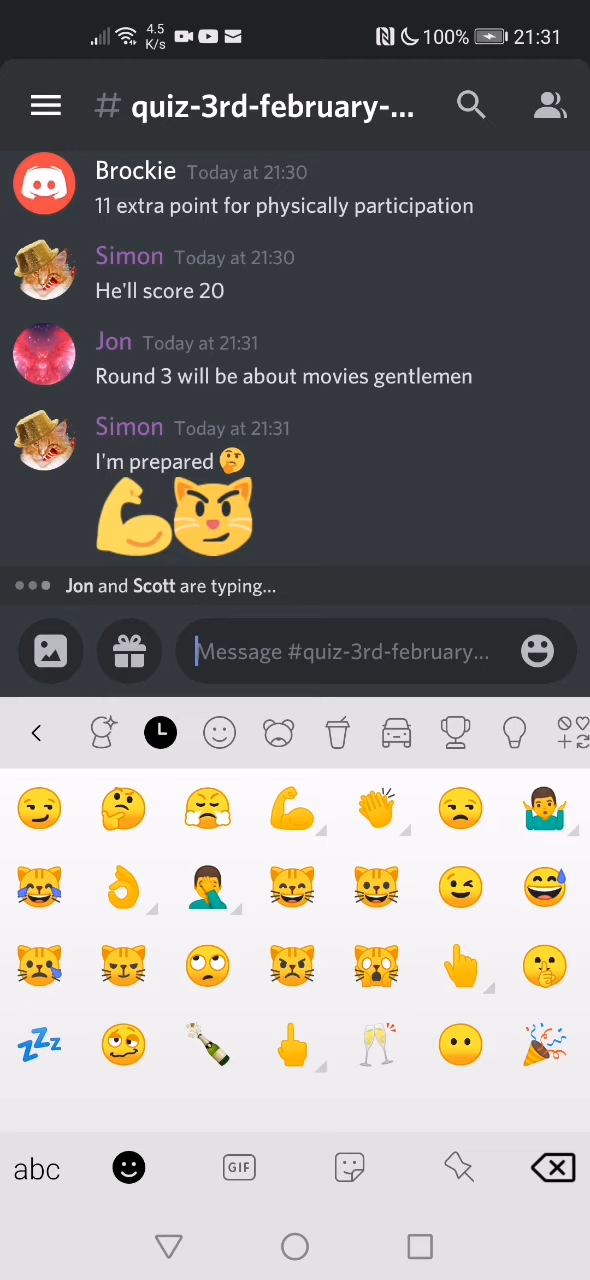 4.5
K/s
100%
21:31
# quiz-3rd-february-...
Brockie Today at 21:30
11 extra point for physically participation
Simon Today at 21:30
He'll score 20
Jon Today at 21:31
Round 3 will be about movies gentlemen
Simon Today at 21:31
I'm prepared 🤔
Jon and Scott are typing...
Message #quiz-3rd-february...
abc
GIF